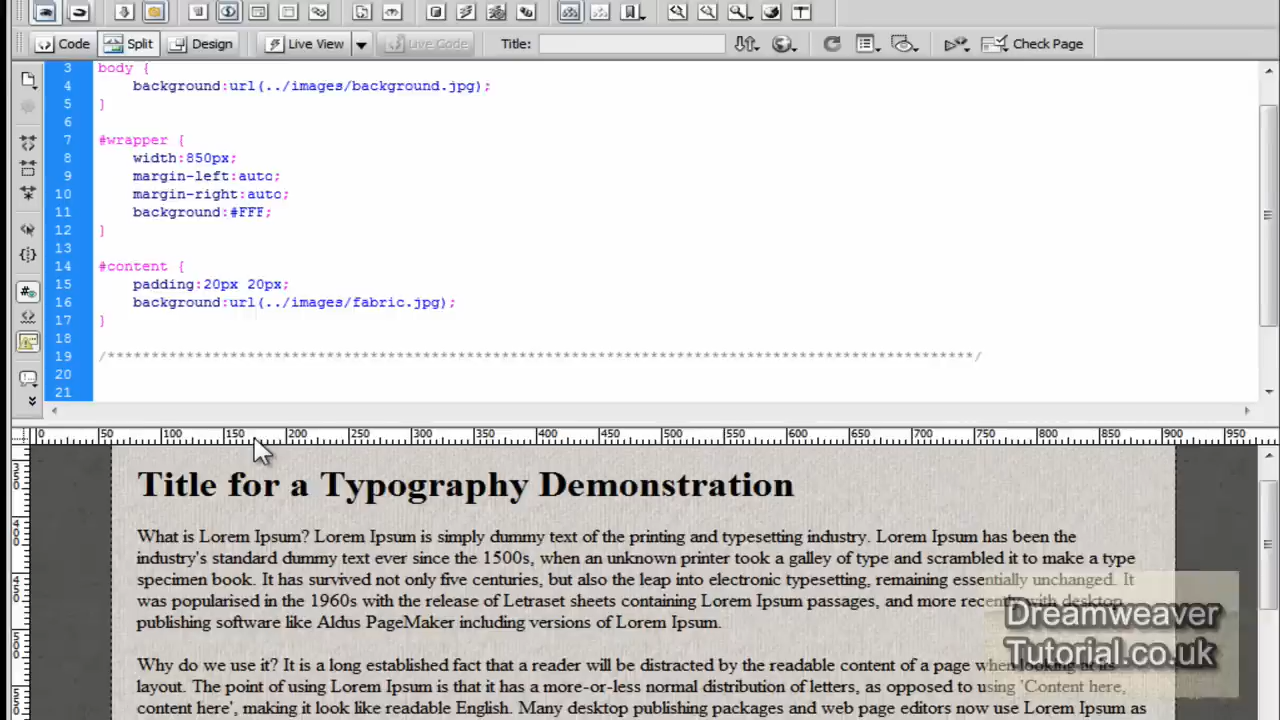 Code Split Design Live View Live Code Title: Check Page
3 body {
4 background:url(../images/background.jpg);
5 }
6
7 #wrapper {
8 width:850px;
9 margin-left:auto;
10 margin-right:auto;
11 background:#FFF;
12 }
13
14 #content {
15 padding:20px 20px;
16 background:url(../images/fabric.jpg);
17 }
18
19 /****************************************************************************************************/
20
21
0 50 100 150 200 250 300 350 400 450 500 550 600 650 700 750 800 850 900 950
350
400
450
500
550
Title for a Typography Demonstration
What is Lorem Ipsum? Lorem Ipsum is simply dummy text of the printing and typesetting industry. Lorem Ipsum has been the
industry's standard dummy text ever since the 1500s, when an unknown printer took a galley of type and scrambled it to make a type
specimen book. It has survived not only five centuries, but also the leap into electronic typesetting, remaining essentially unchanged. It
was popularised in the 1960s with the release of Letraset sheets containing Lorem Ipsum passages, and more recently with desktop
publishing software like Aldus PageMaker including versions of Lorem Ipsum.
Why do we use it? It is a long established fact that a reader will be distracted by the readable content of a page when looking at its
layout. The point of using Lorem Ipsum is that it has a more-or-less normal distribution of letters, as opposed to using 'Content here,
content here', making it look like readable English. Many desktop publishing packages and web page editors now use Lorem Ipsum as
Dreamweaver
Tutorial.co.uk